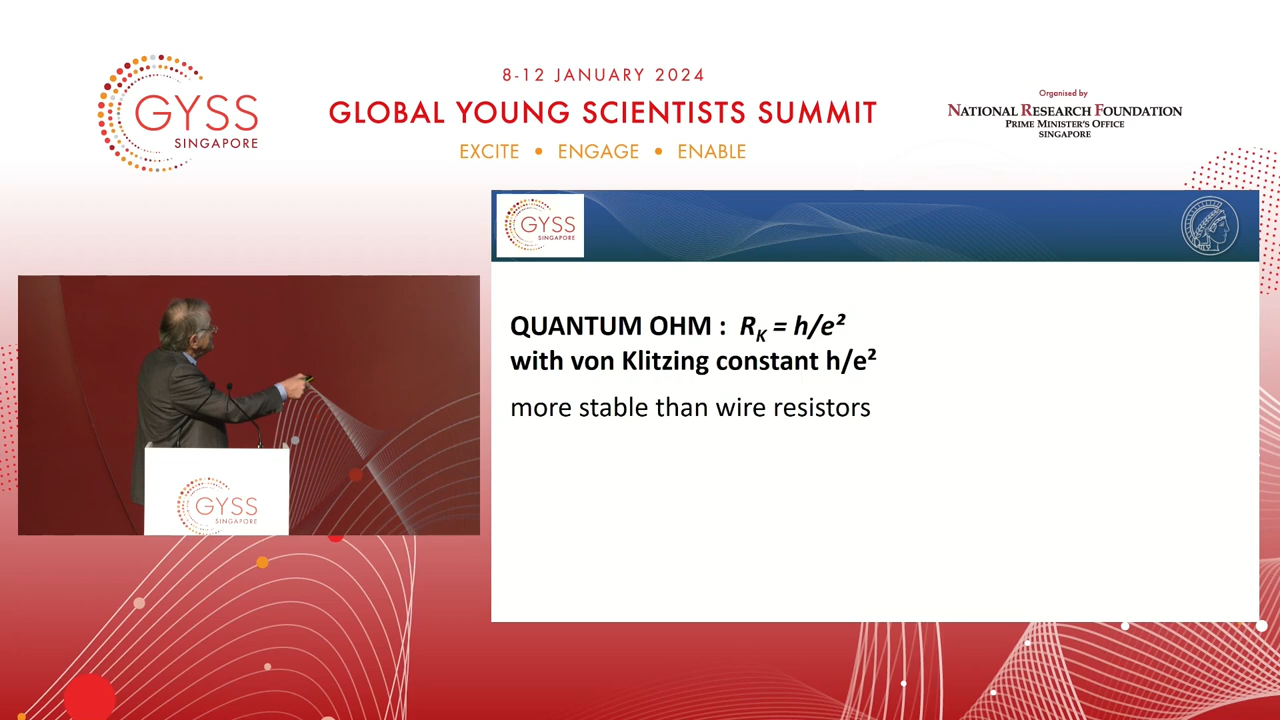 GYSS
SINGAPORE
8-12 JANUARY 2024
GLOBAL YOUNG SCIENTISTS SUMMIT
EXCITE • ENGAGE • ENABLE
Organised by
NATIONAL RESEARCH FOUNDATION
PRIME MINISTER'S OFFICE
SINGAPORE
GYSS
SINGAPORE
QUANTUM OHM : R_K = h/e²
with von Klitzing constant h/e²
more stable than wire resistors
GYSS
SINGAPORE